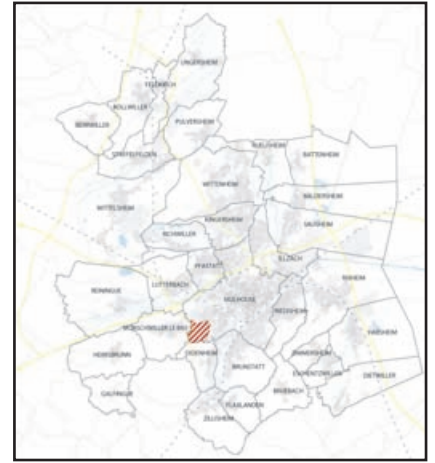 UNGERSHEIM
FELDKIRCH
BOLLWILLER
BERRWILLER
PULVERSHEIM
STAFFELFELDEN
RUELISHEIM
BATTENHEIM
WITTENHEIM
WITTELSHEIM
BALDERSHEIM
KINGERSHEIM
SAUSHEIM
RICHWILLER
ILLZACH
PFASTATT
REININGUE
LUTTERBACH
RIXHEIM
MULHOUSE
RIEDISHEIM
MORSCHWILLER LE BAS
HABSHEIM
HEIMSBRUNN
DIDENHEIM
ZIMMERSHEIM
BRUNSTATT
ESCHENTZWILLER
DIETWILLER
GALFINGUE
BRUEBACH
FLAXLANDEN
ZILLISHEIM